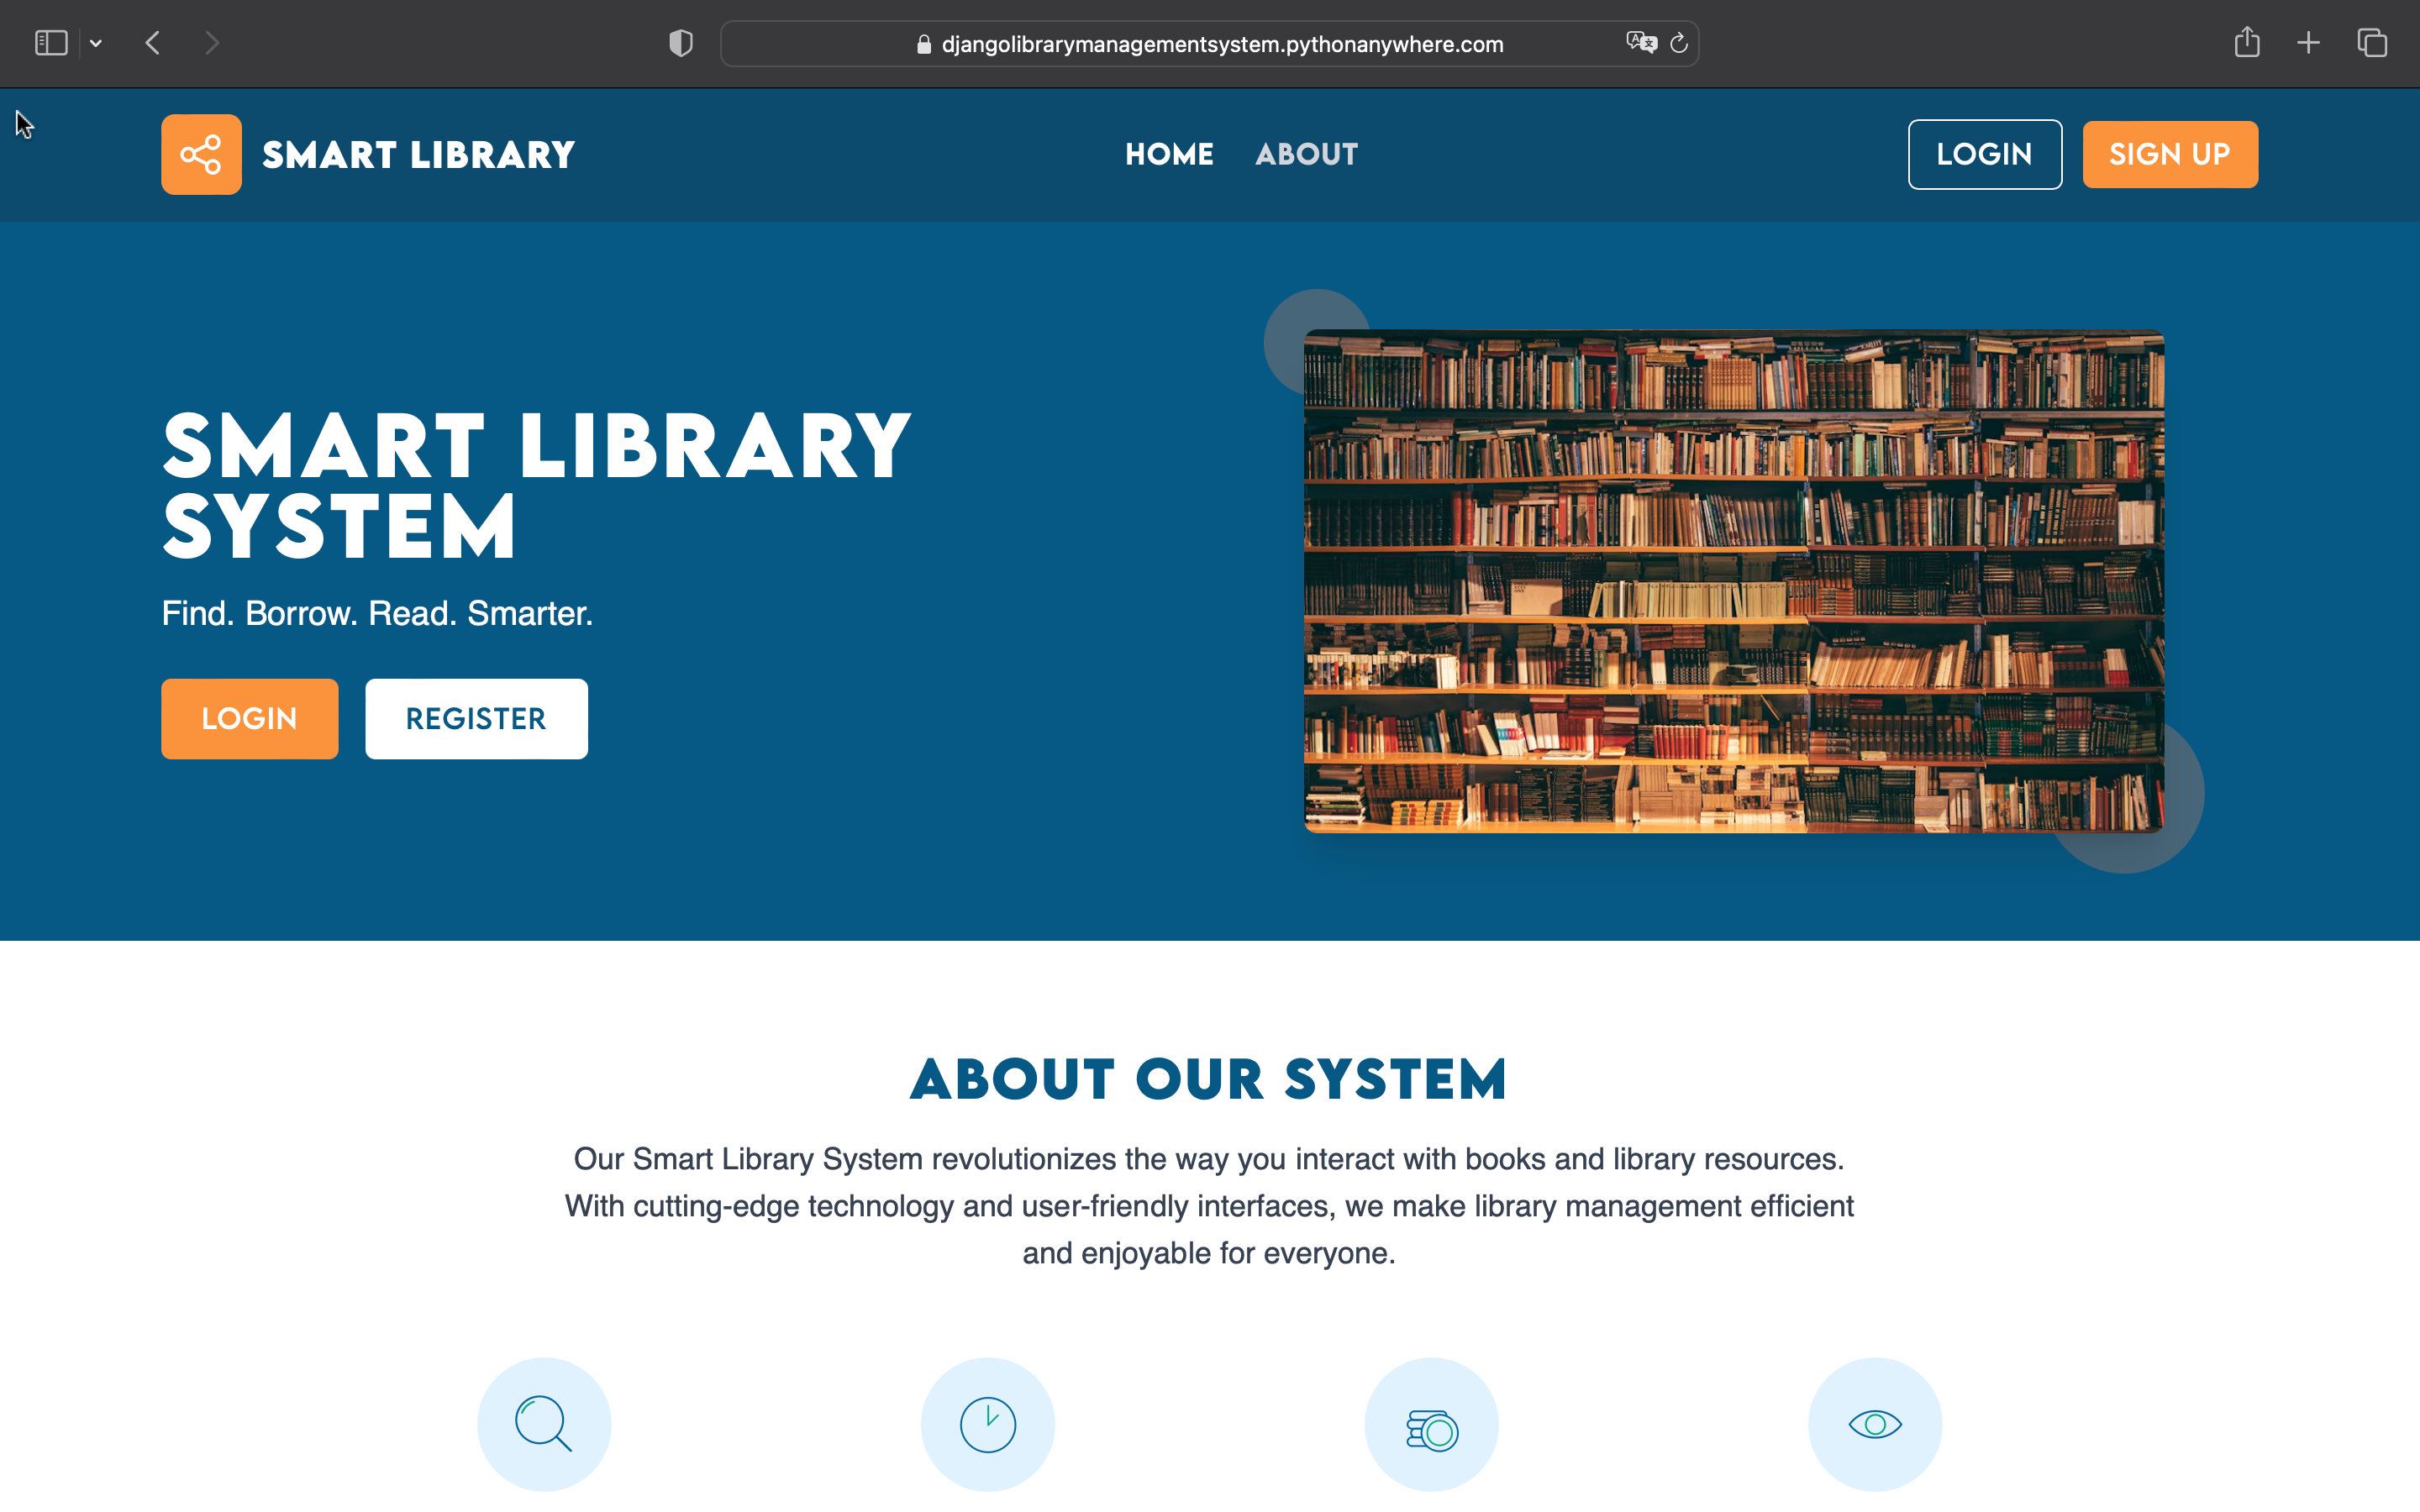 djangolibrarymanagementsystem.pythonanywhere.com
SMART LIBRARY
HOME
ABOUT
LOGIN
SIGN UP
SMART LIBRARY
SYSTEM
Find. Borrow. Read. Smarter.
LOGIN
REGISTER
ABOUT OUR SYSTEM
Our Smart Library System revolutionizes the way you interact with books and library resources.
With cutting-edge technology and user-friendly interfaces, we make library management efficient
and enjoyable for everyone.